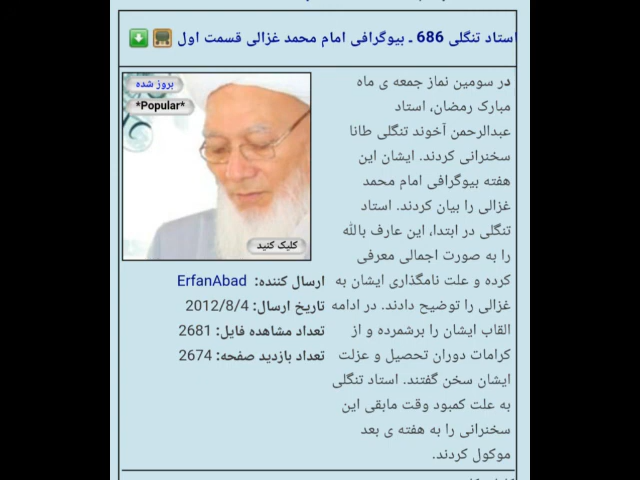 استاد تنگلی 686 ـ بیوگرافی امام محمد غزالی قسمت اول
بروز شده
*Popular*
کلیک کنید
در سومین نماز جمعه ی ماه
مبارک رمضان، استاد
عبدالرحمن آخوند تنگلی طانا
سخنرانی کردند. ایشان این
هفته بیوگرافی امام محمد
غزالی را بیان کردند. استاد
تنگلی در ابتدا، این عارف بالله
را به صورت اجمالی معرفی
کرده و علت نامگذاری ایشان به
غزالی را توضیح دادند. در ادامه
القاب ایشان را برشمرده و از
کرامات دوران تحصیل و عزلت
ایشان سخن گفتند. استاد تنگلی
به علت کمبود وقت مابقی این
سخنرانی را به هفته ی بعد
موکول کردند.
ارسال کننده: ErfanAbad
تاریخ ارسال: 2012/8/4
تعداد مشاهده فایل: 2681
تعداد بازدید صفحه: 2674